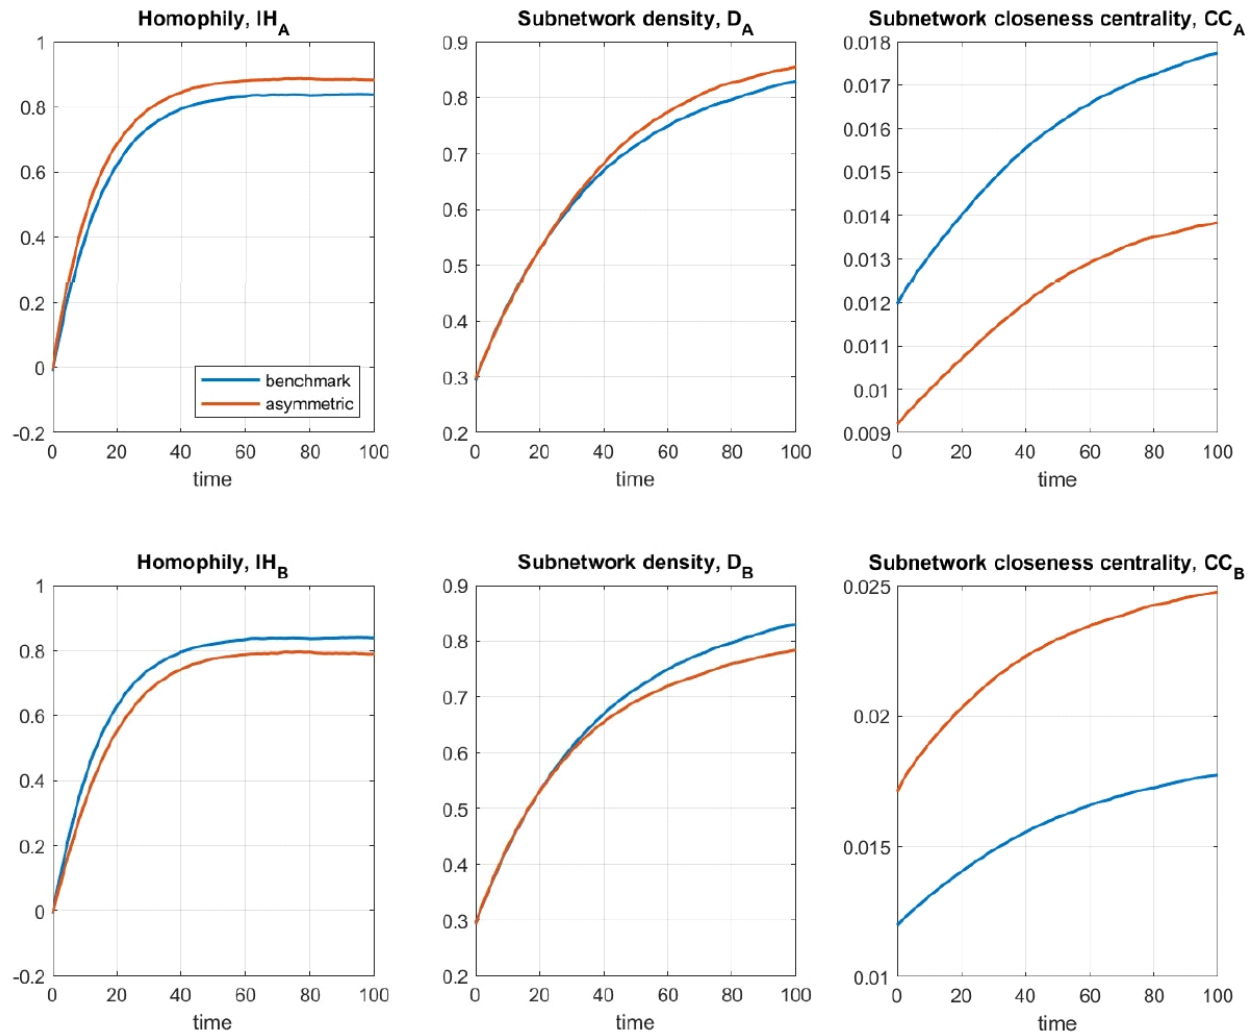 Homophily, IH_A
1
0.8
0.6
0.4
0.2
0
-0.2
benchmark
asymmetric
0 20 40 60 80 100
time
Subnetwork density, D_A
0.9
0.8
0.7
0.6
0.5
0.4
0.3
0.2
0 20 40 60 80 100
time
Subnetwork closeness centrality, CC_A
0.018
0.017
0.016
0.015
0.014
0.013
0.012
0.011
0.01
0.009
0 20 40 60 80 100
time
Homophily, IH_B
1
0.8
0.6
0.4
0.2
0
-0.2
0 20 40 60 80 100
time
Subnetwork density, D_B
0.9
0.8
0.7
0.6
0.5
0.4
0.3
0.2
0 20 40 60 80 100
time
Subnetwork closeness centrality, CC_B
0.025
0.02
0.015
0.01
0 20 40 60 80 100
time